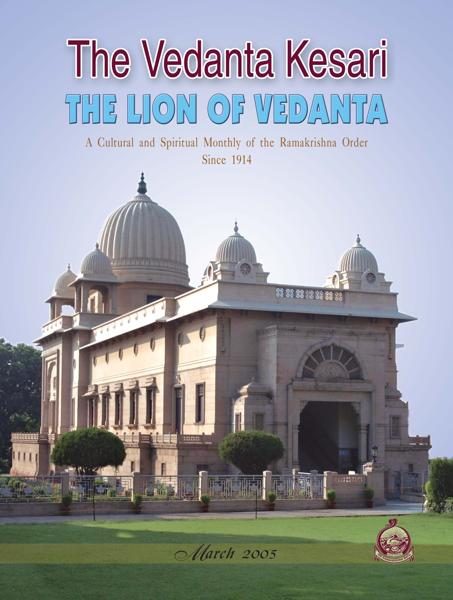 The Vedanta Kesari
THE LION OF VEDANTA
A Cultural and Spiritual Monthly of the Ramakrishna Order
Since 1914
March 2005